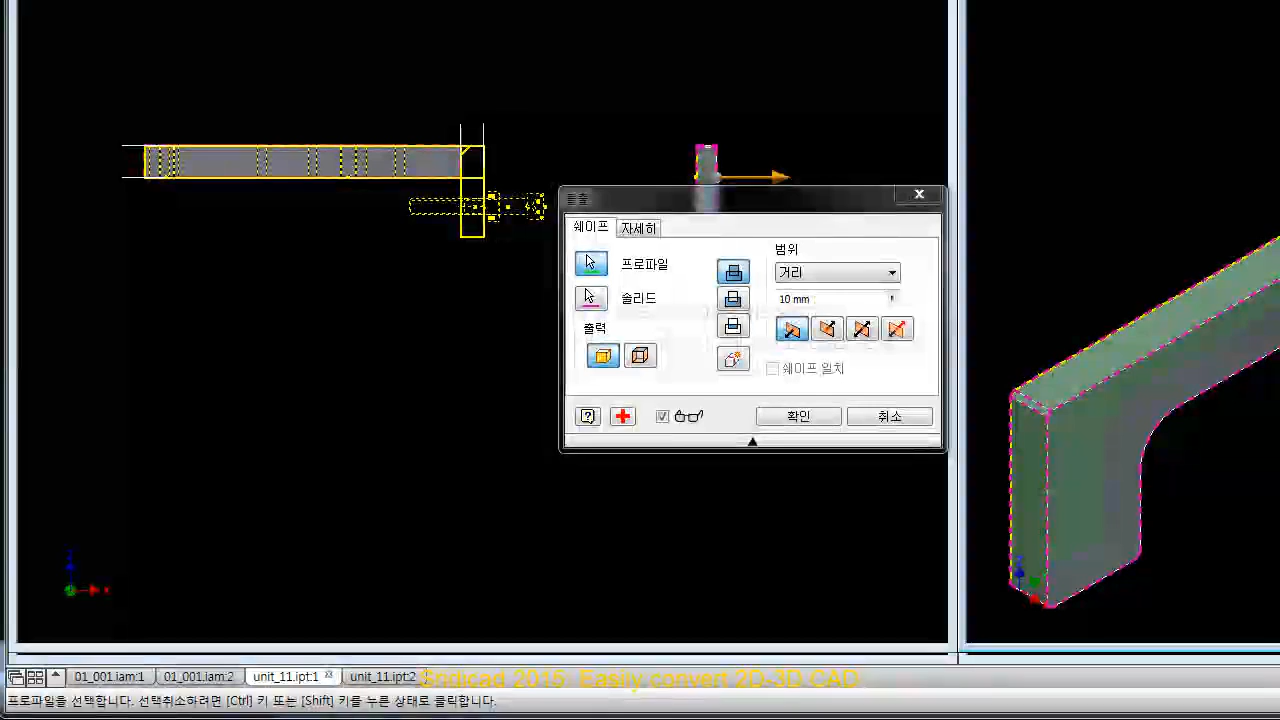 돌출
쉐이프 자세히
프로파일
솔리드
출력
범위
거리
10 mm
쉐이프 일치
확인 취소
01_001.iam:1 01_001.iam:2 unit_11.ipt:1 unit_11.ipt:2
Endicad 2015: Easily convert 2D-3D CAD
프로파일을 선택합니다. 선택취소하려면 [Ctrl] 키 또는 [Shift] 키를 누른 상태로 클릭합니다.